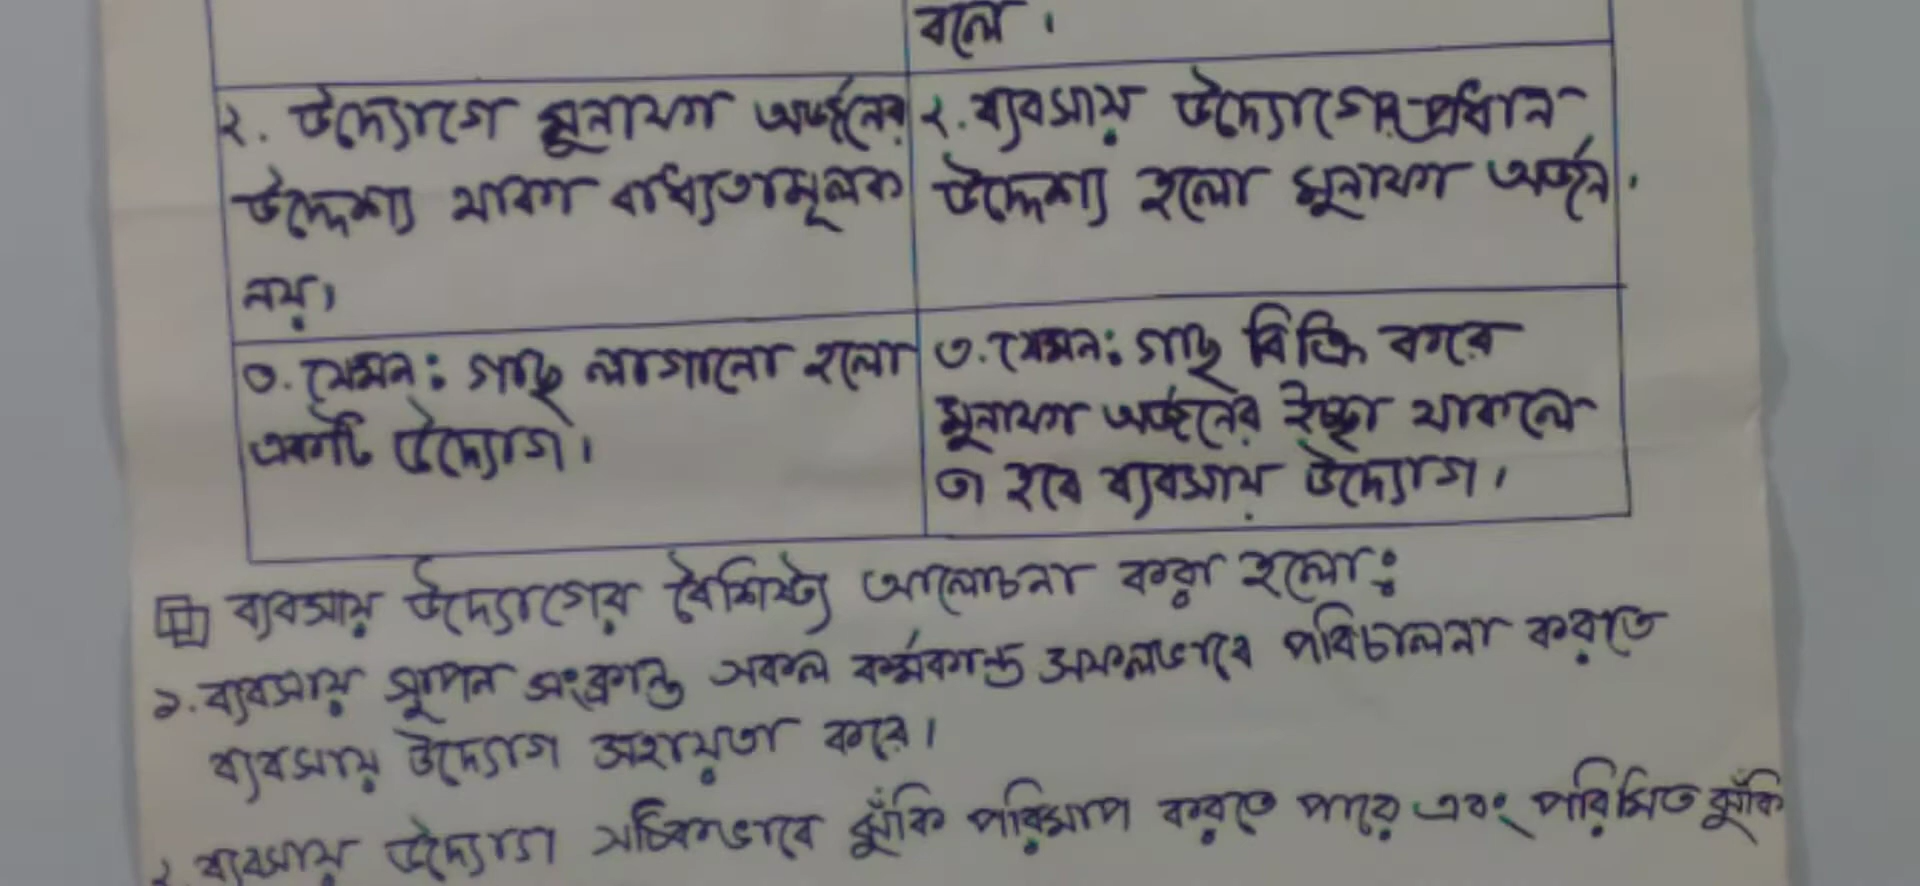 বলে।
২. উদ্যোগে মুনাফা অর্জনের
উদ্দেশ্য থাকা বাধ্যতামূলক
নয়।
২. ব্যবসায় উদ্যোগের প্রধান
উদ্দেশ্য হলো মুনাফা অর্জন।
৩. যেমন: গাছ লাগানো হলো
একটি উদ্যোগ।
৩. যেমন: গাছ বিক্রি করে
মুনাফা অর্জনের ইচ্ছা থাকলে
তা হবে ব্যবসায় উদ্যোগ।
ব্যবসায় উদ্যোগের বৈশিষ্ট্য আলোচনা করা হলো:
১. ব্যবসায় স্থাপন সংক্রান্ত সকল কর্মকান্ড সফলভাবে পরিচালনা করতে
ব্যবসায় উদ্যোগ সহায়তা করে।
২. ব্যবসায় উদ্যোগ সঠিকভাবে ঝুঁকি পরিমাপ করতে পারে এবং পরিমিত ঝুঁকি